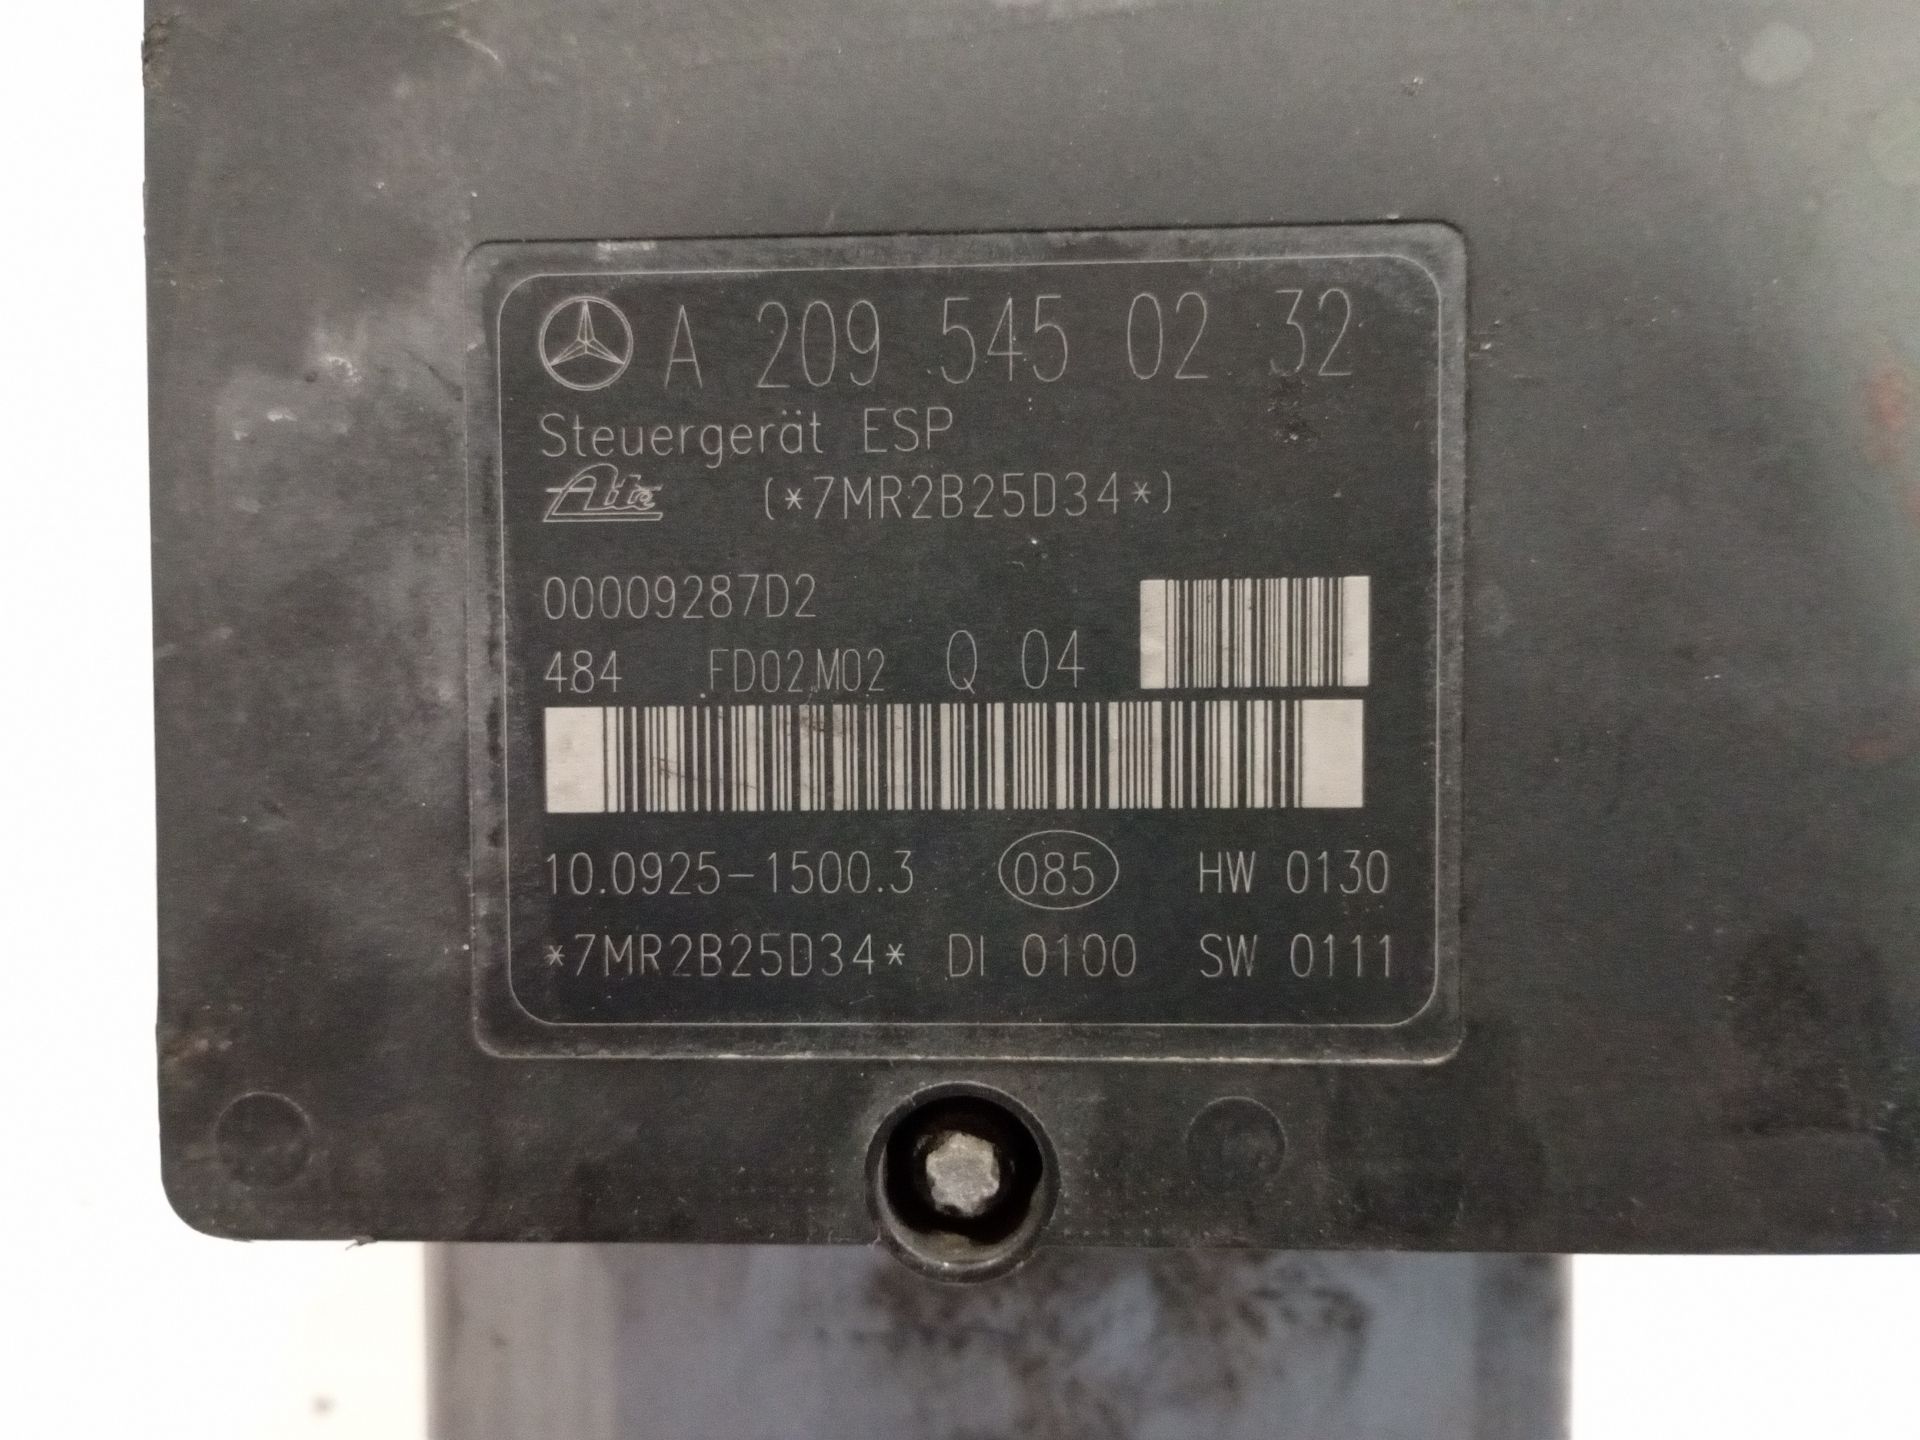 A 209 545 02 32
Steuergerät ESP
Ate (*7MR2B25D34*)
00009287D2
484 FD02M02 Q 04
10.0925-1500.3 085 HW 0130
*7MR2B25D34* DI 0100 SW 0111